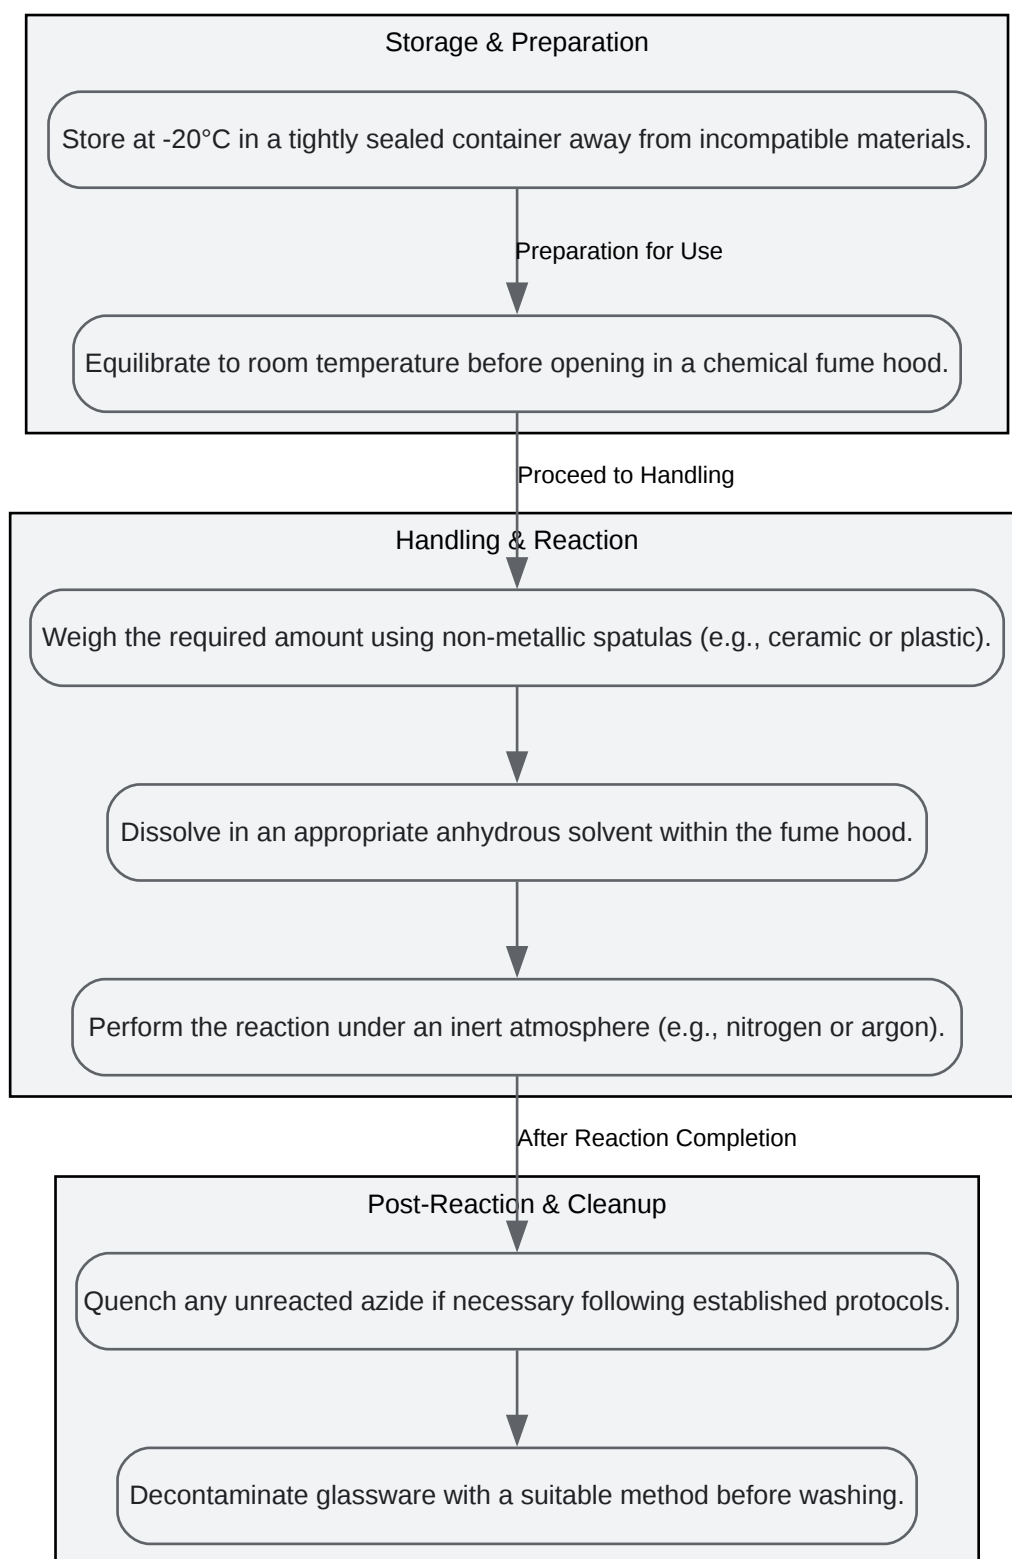 Storage & Preparation
Store at -20°C in a tightly sealed container away from incompatible materials.
Preparation for Use
Equilibrate to room temperature before opening in a chemical fume hood.
Proceed to Handling
Handling & Reaction
Weigh the required amount using non-metallic spatulas (e.g., ceramic or plastic).
Dissolve in an appropriate anhydrous solvent within the fume hood.
Perform the reaction under an inert atmosphere (e.g., nitrogen or argon).
After Reaction Completion
Post-Reaction & Cleanup
Quench any unreacted azide if necessary following established protocols.
Decontaminate glassware with a suitable method before washing.